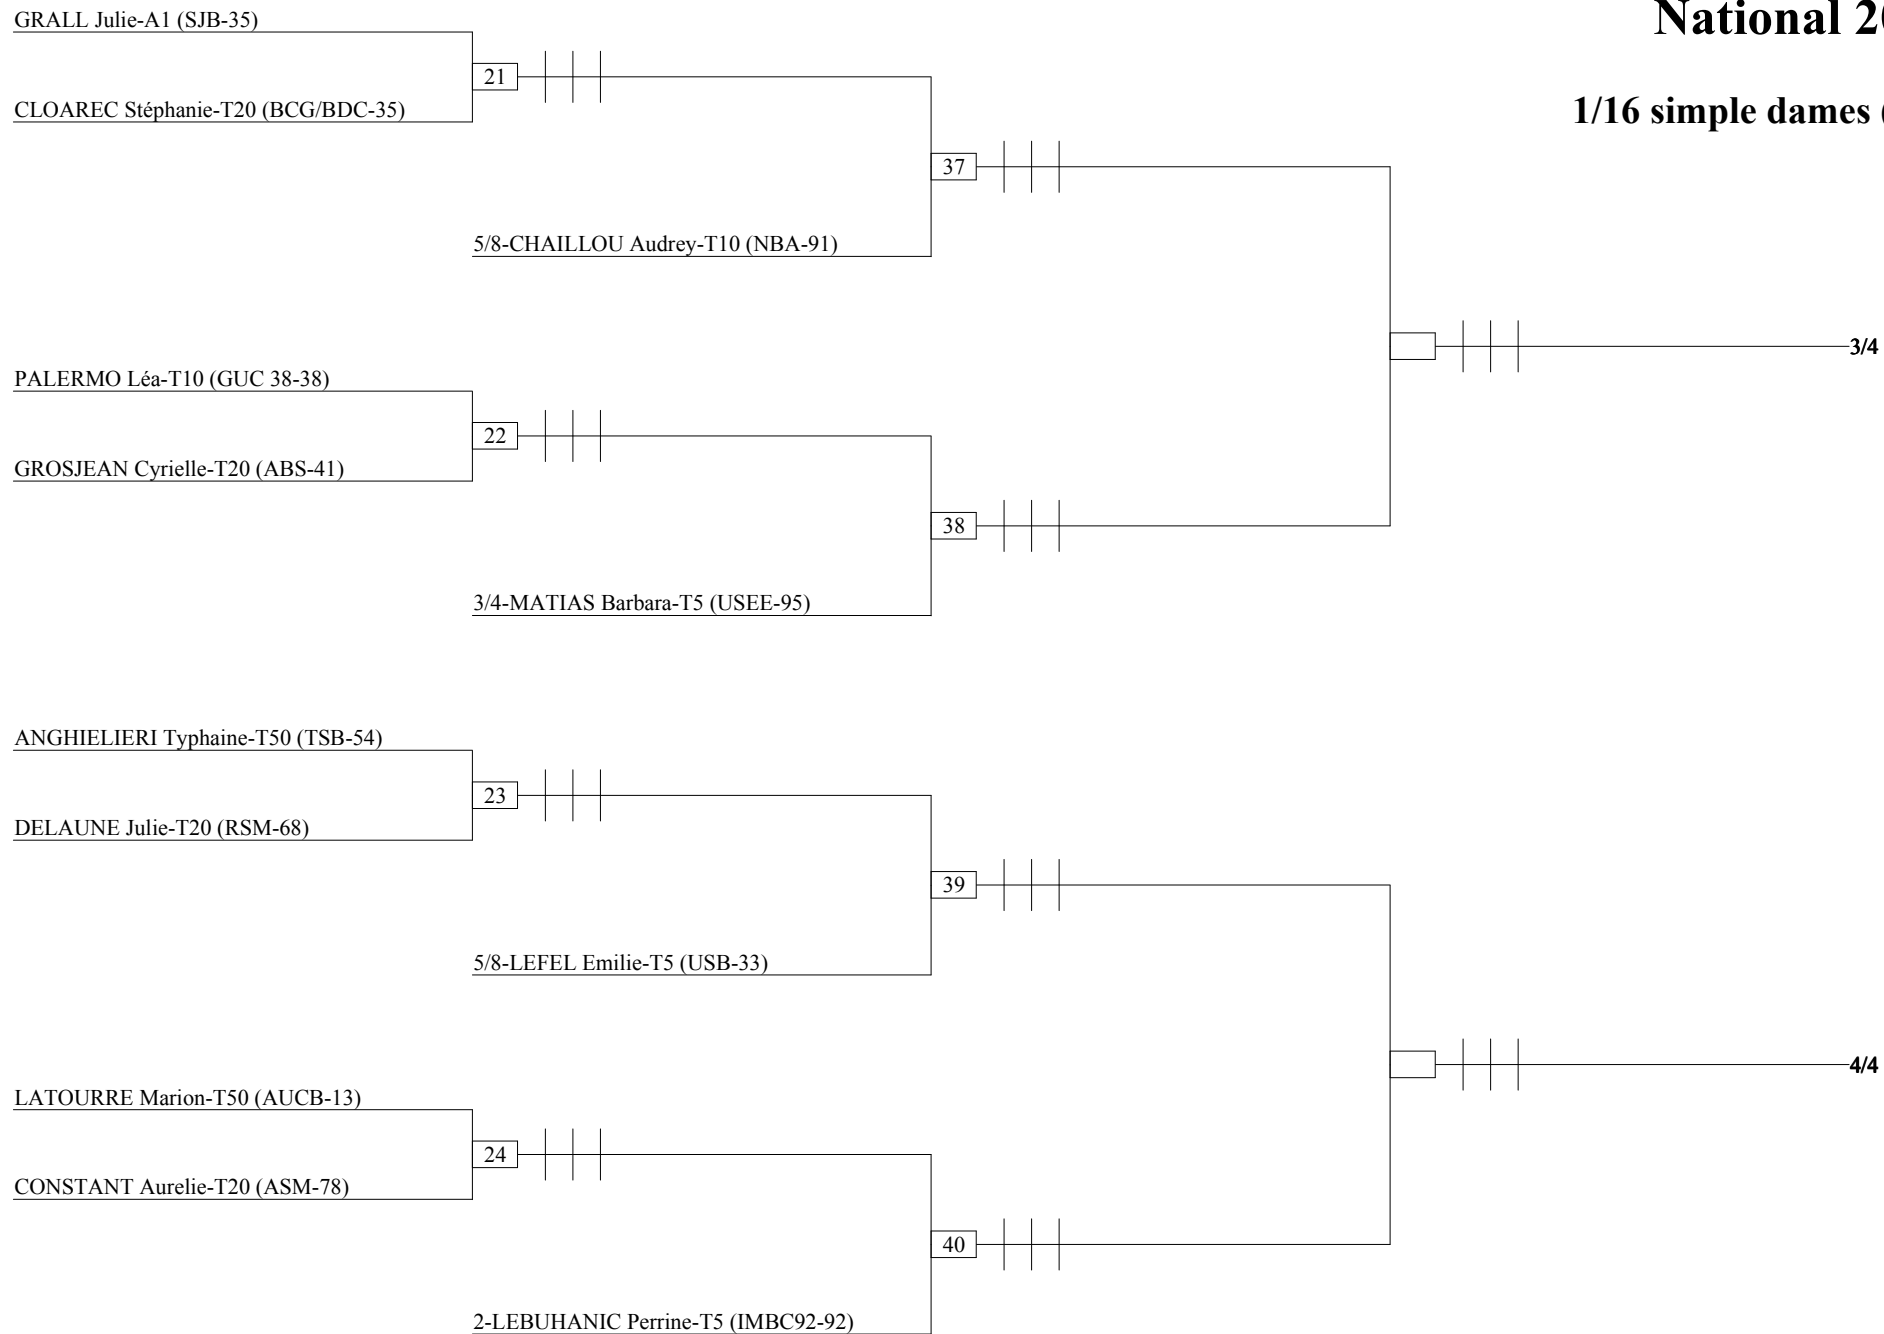 GRALL Julie-A1 (SJB-35)
National 20
21
CLOAREC Stéphanie-T20 (BCG/BDC-35)
1/16 simple dames (
37
5/8-CHAILLOU Audrey-T10 (NBA-91)
3/4
PALERMO Léa-T10 (GUC 38-38)
22
GROSJEAN Cyrielle-T20 (ABS-41)
38
3/4-MATIAS Barbara-T5 (USEE-95)
ANGHIELIERI Typhaine-T50 (TSB-54)
23
DELAUNE Julie-T20 (RSM-68)
39
5/8-LEFEL Emilie-T5 (USB-33)
4/4
LATOURRE Marion-T50 (AUCB-13)
24
CONSTANT Aurelie-T20 (ASM-78)
40
2-LEBUHANIC Perrine-T5 (IMBC92-92)